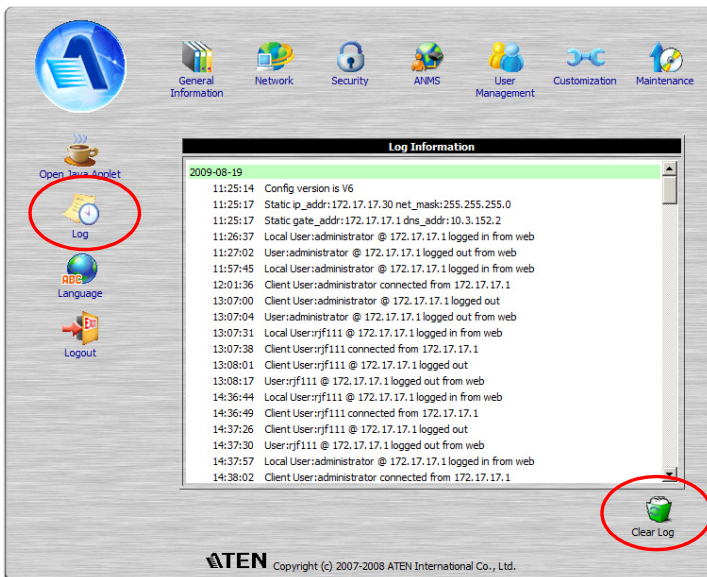 General Information
Network
Security
ANMS
User Management
Customization
Maintenance
Open Java Applet
Log
ABC
Language
EXIT
Logout
Log Information
2009-08-19
11:25:14 Config version is V6
11:25:17 Static ip_addr:172.17.17.30 net_mask:255.255.255.0
11:25:17 Static gate_addr:172.17.17.1 dns_addr:10.3.152.2
11:26:37 Local User:administrator @ 172.17.17.1 logged in from web
11:27:02 User:administrator @ 172.17.17.1 logged out from web
11:57:45 Local User:administrator @ 172.17.17.1 logged in from web
12:01:36 Client User:administrator connected from 172.17.17.1
13:07:00 Client User:administrator @ 172.17.17.1 logged out
13:07:04 User:administrator @ 172.17.17.1 logged out from web
13:07:31 Local User:rjf111 @ 172.17.17.1 logged in from web
13:07:38 Client User:rjf111 connected from 172.17.17.1
13:08:01 Client User:rjf111 @ 172.17.17.1 logged out
13:08:17 User:rjf111 @ 172.17.17.1 logged out from web
14:36:44 Local User:rjf111 @ 172.17.17.1 logged in from web
14:36:49 Client User:rjf111 connected from 172.17.17.1
14:37:26 Client User:rjf111 @ 172.17.17.1 logged out
14:37:30 User:rjf111 @ 172.17.17.1 logged out from web
14:37:57 Local User:administrator @ 172.17.17.1 logged in from web
14:38:02 Client User:administrator connected from 172.17.17.1
Clear Log
ATEN Copyright (c) 2007-2008 ATEN International Co., Ltd.